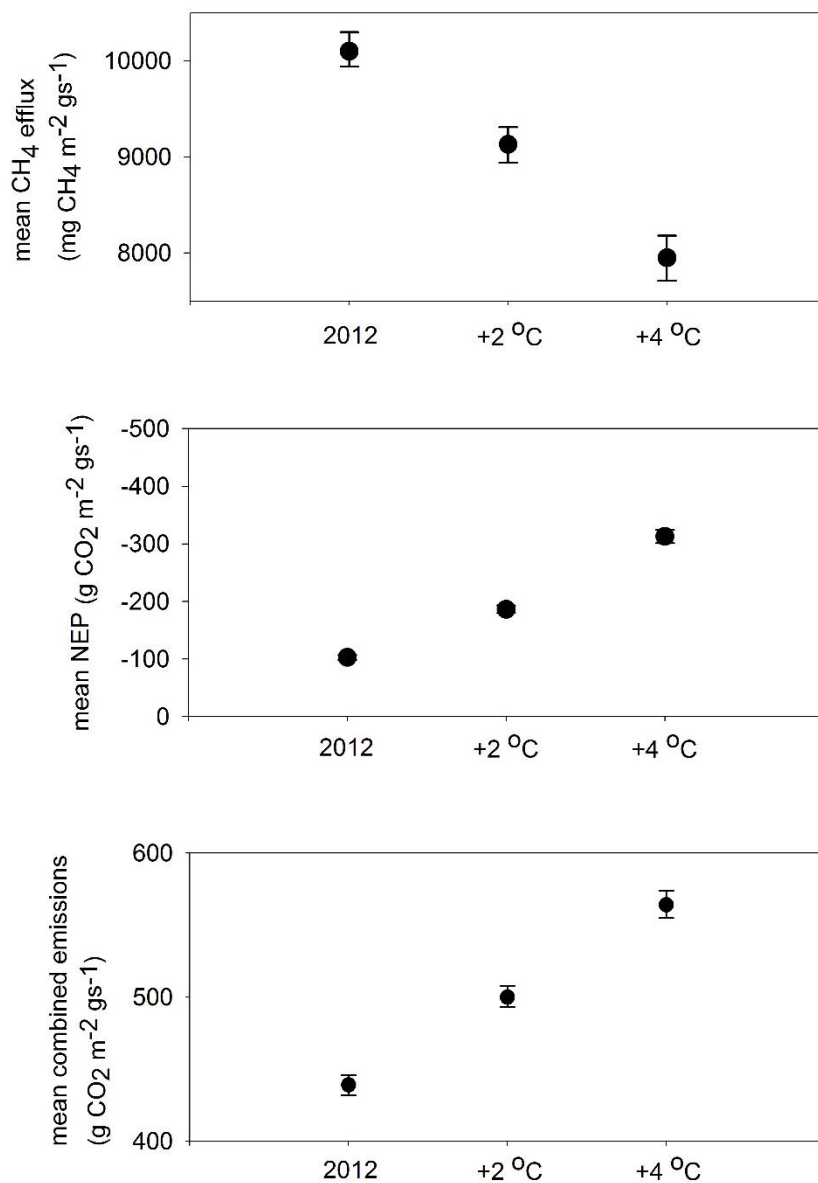 mean CH4 efflux
(mg CH4 m-2 gs-1)
10000
9000
8000
2012
+2 oC
+4 oC
mean NEP (g CO2 m-2 gs-1)
-500
-400
-300
-200
-100
0
2012
+2 oC
+4 oC
mean combined emissions
(g CO2 m-2 gs-1)
600
500
400
2012
+2 oC
+4 oC